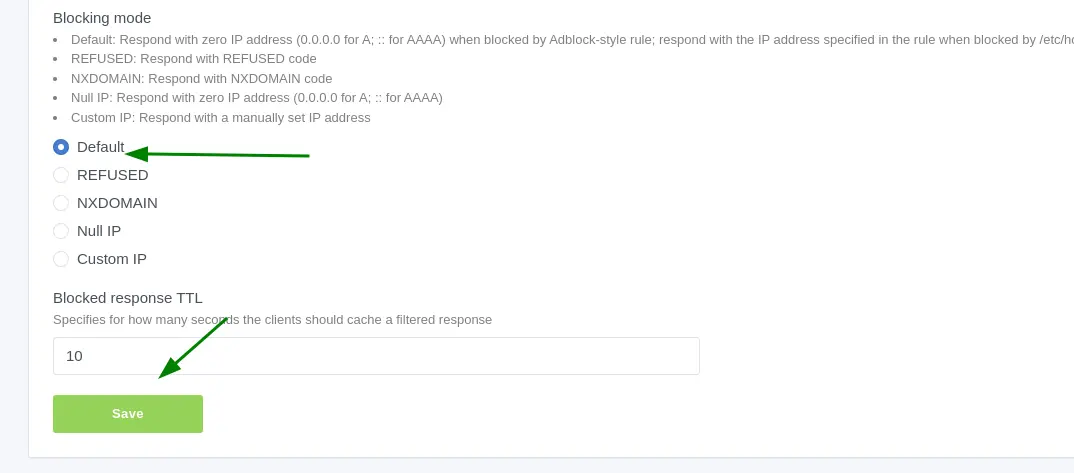 Blocking mode
Default: Respond with zero IP address (0.0.0.0 for A; :: for AAAA) when blocked by Adblock-style rule; respond with the IP address specified in the rule when blocked by
REFUSED: Respond with REFUSED code
NXDOMAIN: Respond with NXDOMAIN code
Null IP: Respond with zero IP address (0.0.0.0 for A; :: for AAAA)
Custom IP: Respond with a manually set IP address
Default
REFUSED
NXDOMAIN
Null IP
Custom IP
Blocked response TTL
Specifies for how many seconds the clients should cache a filtered response
10
Save